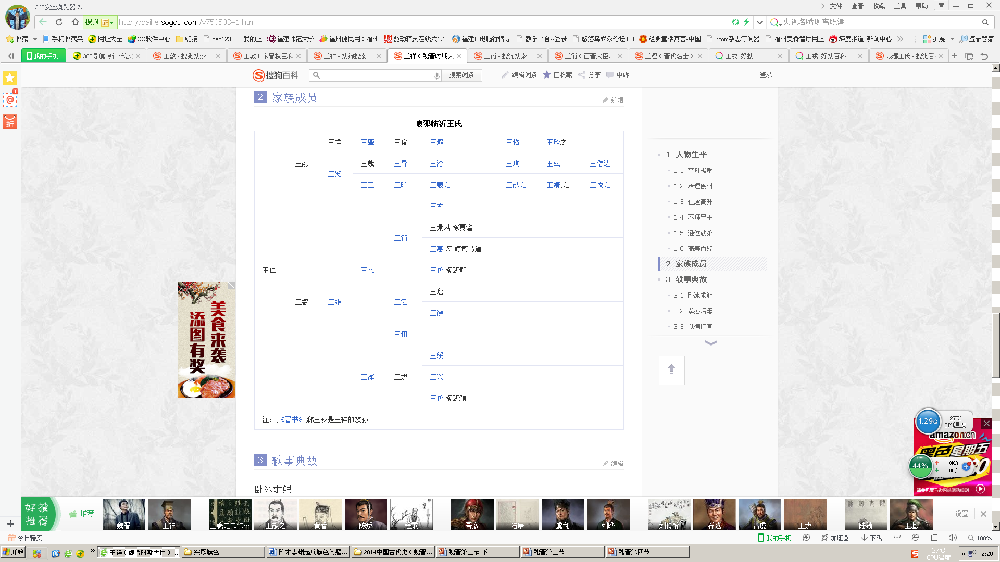 360安全浏览器 7.1
文件 查看 收藏 工具 帮助
搜狗 证 http://baike.sogou.com/v75050341.htm
央视名嘴现离职潮
收藏 手机收藏夹 网址大全 QQ软件中心 链接 hao123－－我的上 福建师范大学 福州便民网：福州 驱动精灵在线版1.1 福建IT电脑行情导 教学平台--登录 悠悠鸟娱乐论坛 UU 经典童话寓言-中国 Zcom杂志订阅器 福州美食餐厅网上 深度报道_新闻中心 扩展 登录管家
我的手机 360导航_新一代安 王敦 - 搜狗搜索 王敦（东晋权臣和 王祥 - 搜狗搜索 王祥（魏晋时期大 王衍 - 搜狗搜索 王衍（西晋大臣、 王澄（晋代名士） 王戎_好搜 王戎_好搜百科 琅琊王氏 - 搜狗百
搜狗百科 搜索词条 编辑词条 已收藏 分享 申诉 登录
1
折
2 家族成员 编辑
琅邪临沂王氏
王仁 王融 王祥 王肇 王俊 王遐 王恪 王欣之
王览 王裁 王导 王洽 王珣 王弘 王僧达
王正 王旷 王羲之 王献之 王靖,之 王悦之
王叡 王雄 王乂 王衍 王玄
王景风,嫁贾谧
王惠,风,嫁司马遹
王氏,嫁裴遐
王澄 王詹
王徽
王诩
王浑 王戎* 王绥
王兴
王氏,嫁裴頠
注：,《晋书》,称王戎是王祥的族孙
3 轶事典故 编辑
卧冰求鲤
1 人物生平
1.1 事母极孝
1.2 治理徐州
1.3 仕途高升
1.4 不拜晋王
1.5 逊位就第
1.6 高寿而终
2 家族成员
3 轶事典故
3.1 卧冰求鲤
3.2 孝感后母
3.3 以德掩言
美食来袭
添图有奖
1.29G 27℃
CPU温度
amazon.cn
黑色星期五
44% 0K/s
0K/s
请参见亚马逊网站活动细则
好搜
推荐
推荐 魏晋 王祥 王羲之书法… 王献之 黄香 陈矫 程秉 吾彦 陆康 虞翻 刘晔 刘伶醉 石苞 吕虔 王戎 陆绩 王基 设置
今日特卖 我的手机 加速器 下载 100%
开始 王祥（魏晋时期大臣）... 突厥旗色 隋末李渊起兵旗色问题... 2014中国古代史（魏晋... 魏晋第三节 下 魏晋第三节 魏晋第四节 27℃
CPU温度 2:20